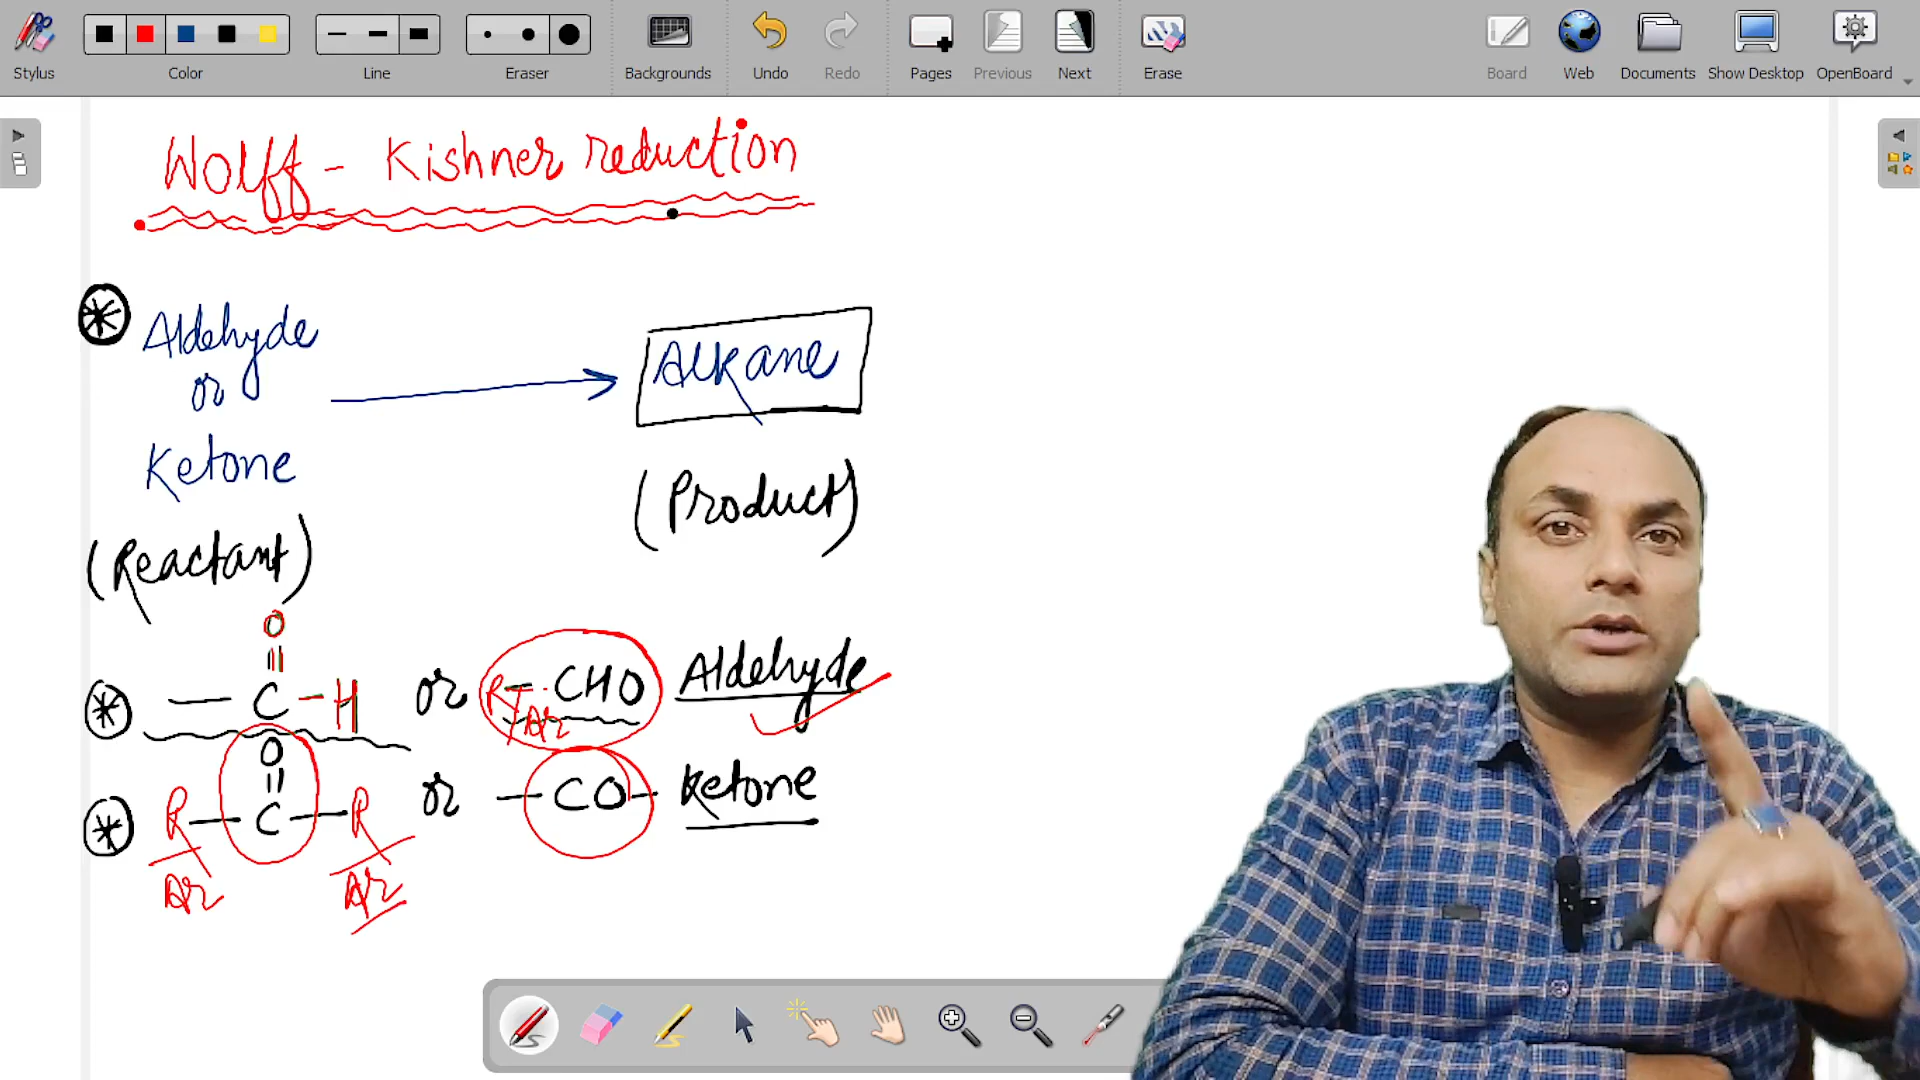 Stylus Color Line Eraser Backgrounds Undo Redo Pages Previous Next Erase Board Web Documents Show Desktop OpenBoard
Wolff - Kishner reduction
Aldehyde
or
Ketone
Alkane
(Reactant)
(Product)
O
C - H or R - CHO Aldehyde
Ar
O
R - C - R or - CO - Ketone
Ar Ar